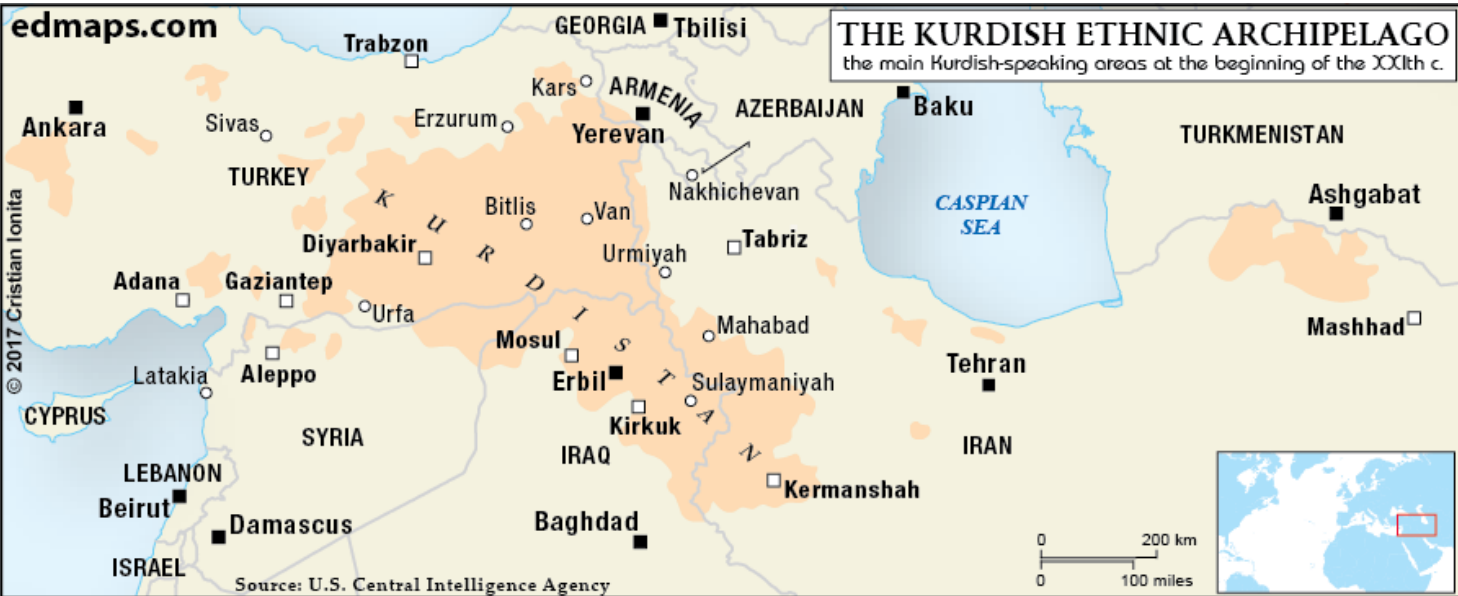 edmaps.com
THE KURDISH ETHNIC ARCHIPELAGO
the main Kurdish-speaking areas at the beginning of the XXIth c.
GEORGIA
Tbilisi
Trabzon
Kars
ARMENIA
AZERBAIJAN
Baku
Ankara
Sivas
Erzurum
Yerevan
TURKMENISTAN
TURKEY
Nakhichevan
Ashgabat
CASPIAN
SEA
KURDISTAN
Bitlis
Van
Diyarbakir
Urmiyah
Tabriz
Adana
Gaziantep
Urfa
Mahabad
Mashhad
Mosul
Latakia
Aleppo
Erbil
Sulaymaniyah
Tehran
CYPRUS
Kirkuk
SYRIA
IRAQ
IRAN
LEBANON
Kermanshah
Beirut
Damascus
Baghdad
ISRAEL
0 200 km
0 100 miles
Source: U.S. Central Intelligence Agency
© 2017 Cristian Ionita